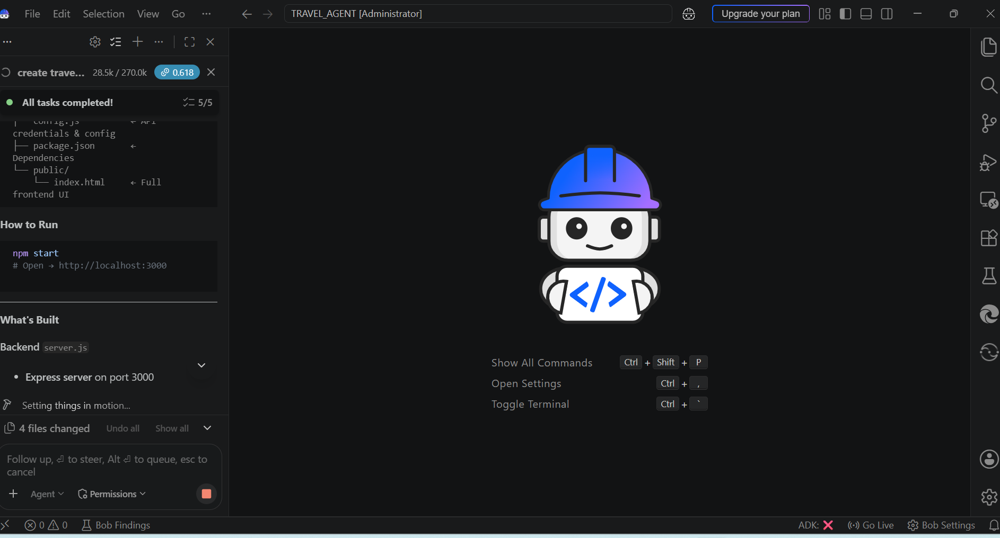 File Edit Selection View Go ···
TRAVEL_AGENT [Administrator]
Upgrade your plan
create trave... 28.5k / 270.0k 0.618
All tasks completed! 5/5
│ config.js ← API
credentials & config
├── package.json ←
Dependencies
└── public/
└── index.html ← Full
frontend UI
How to Run
npm start
# Open → http://localhost:3000
What's Built
Backend server.js
• Express server on port 3000
Setting things in motion...
4 files changed Undo all Show all
Follow up, ⏎ to steer, Alt ⏎ to queue, esc to
cancel
Agent Permissions
</>
Show All Commands Ctrl + Shift + P
Open Settings Ctrl + ,
Toggle Terminal Ctrl + `
0 0 Bob Findings
ADK: ❌ Go Live Bob Settings